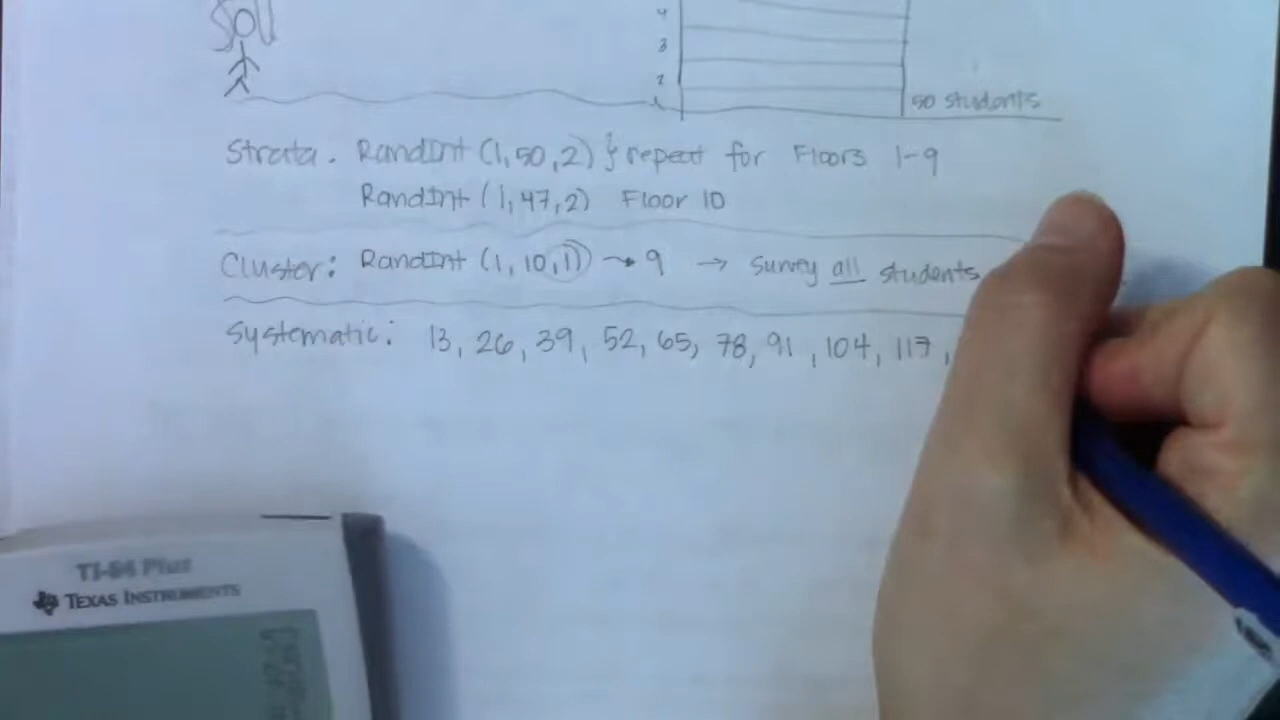 SOU
4
3
2
1
50 students
Strata. RandInt (1,50,2) } repeat for Floors 1-9
RandInt (1,47,2) Floor 10
Cluster: RandInt (1,10,1) → 9 → Survey all students
Systematic: 13, 26, 39, 52, 65, 78, 91, 104, 117,
TI-84 Plus
TEXAS INSTRUMENTS